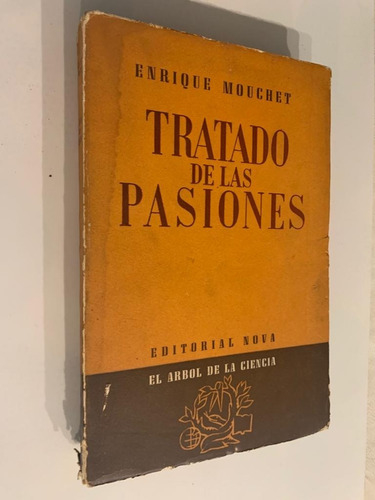 ENRIQUE MOUCHET
TRATADO
DE LAS
PASIONES
EDITORIAL NOVA
EL ARBOL DE LA CIENCIA